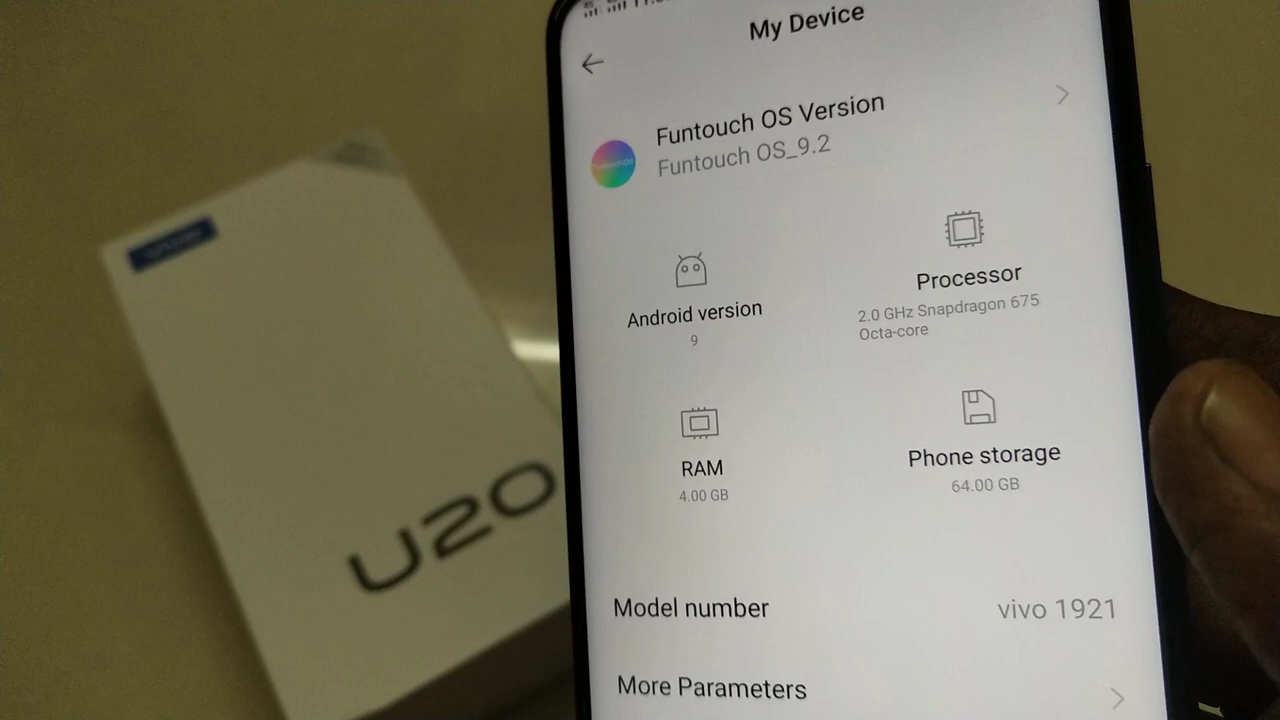 My Device
Funtouch OS Version
Funtouch OS_9.2
Android version
9
Processor
2.0 GHz Snapdragon 675
Octa-core
RAM
4.00 GB
Phone storage
64.00 GB
Model number
vivo 1921
More Parameters
vivo
U20